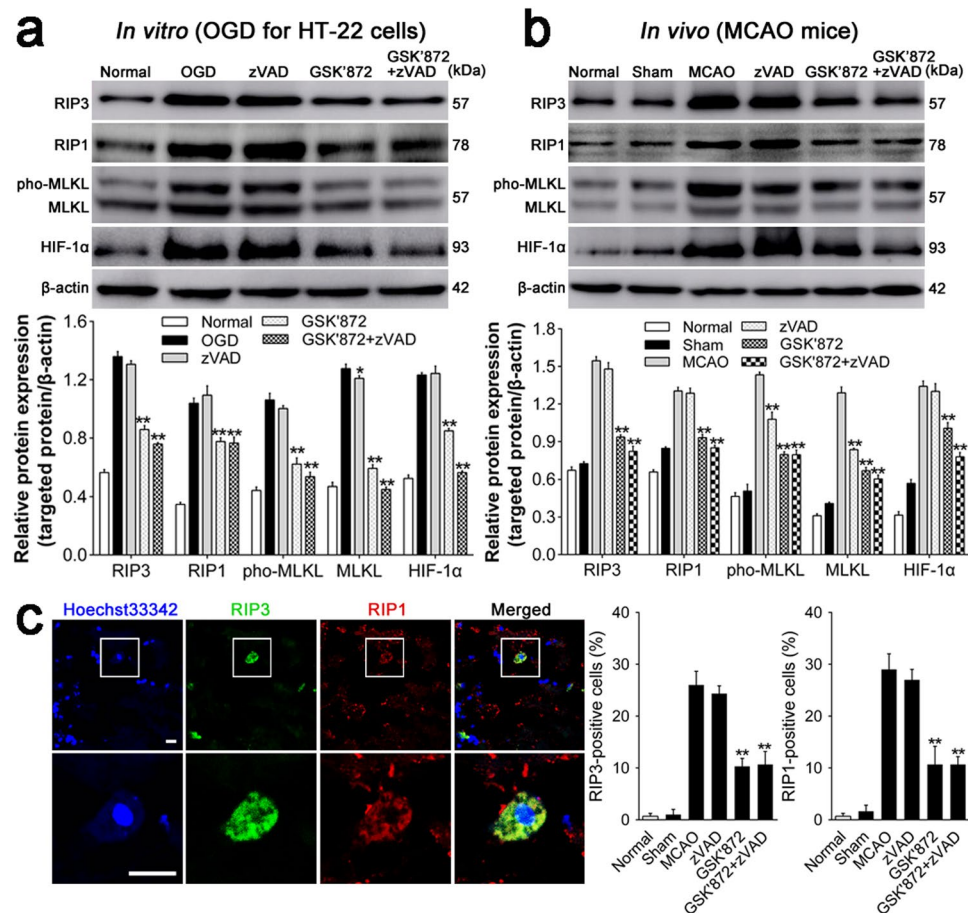 a
In vitro (OGD for HT-22 cells)
Normal OGD zVAD GSK'872 GSK'872 +zVAD (kDa)
RIP3 57
RIP1 78
pho-MLKL
MLKL 57
HIF-1α 93
β-actin 42
Relative protein expression
(targeted protein/β-actin)
1.6
1.2
0.8
0.4
0.0
Normal
OGD
zVAD
GSK'872
GSK'872+zVAD
** ** **** ** ** * ** ** ** **
RIP3 RIP1 pho-MLKL MLKL HIF-1α
b
In vivo (MCAO mice)
Normal Sham MCAO zVAD GSK'872 GSK'872 +zVAD (kDa)
RIP3 57
RIP1 78
pho-MLKL
MLKL 57
HIF-1α 93
β-actin 42
Relative protein expression
(targeted protein/β-actin)
1.8
1.5
1.2
0.9
0.6
0.3
0.0
Normal
Sham
MCAO
zVAD
GSK'872
GSK'872+zVAD
** ** ** ** ** ** ** ** ** ** ** **
RIP3 RIP1 pho-MLKL MLKL HIF-1α
c
Hoechst33342 RIP3 RIP1 Merged
RIP3-positive cells (%)
40
30
20
10
0
** **
Normal
Sham
MCAO
zVAD
GSK'872
GSK'872+zVAD
RIP1-positive cells (%)
40
30
20
10
0
** **
Normal
Sham
MCAO
zVAD
GSK'872
GSK'872+zVAD